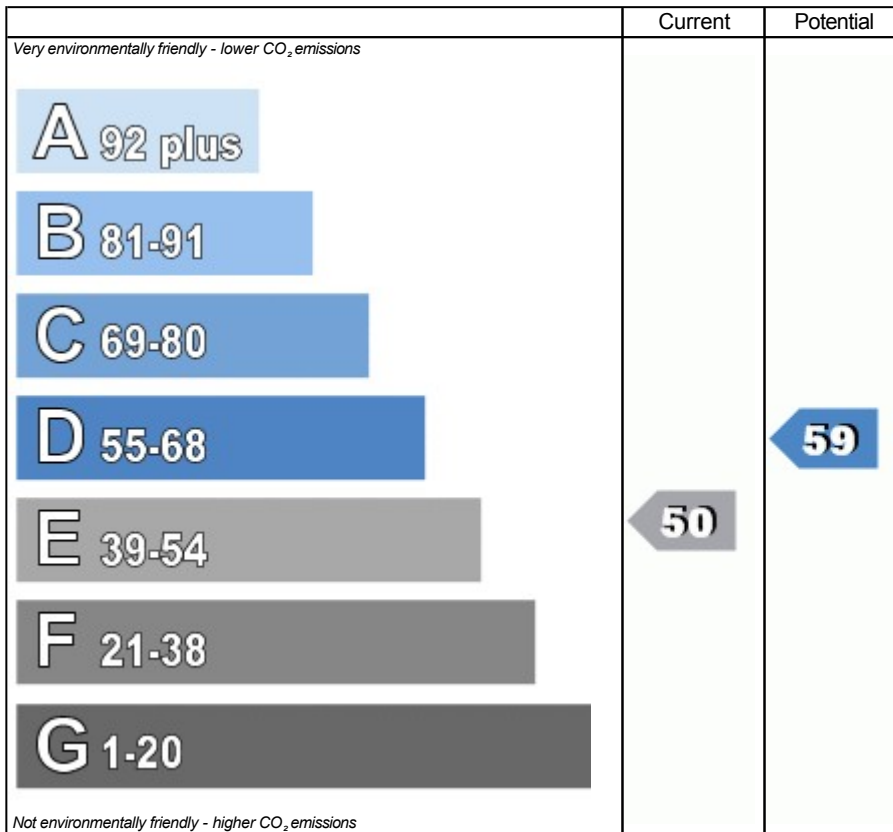 Current Potential
Very environmentally friendly - lower CO₂ emissions
A 92 plus
B 81-91
C 69-80
D 55-68
59
E 39-54
50
F 21-38
G 1-20
Not environmentally friendly - higher CO₂ emissions